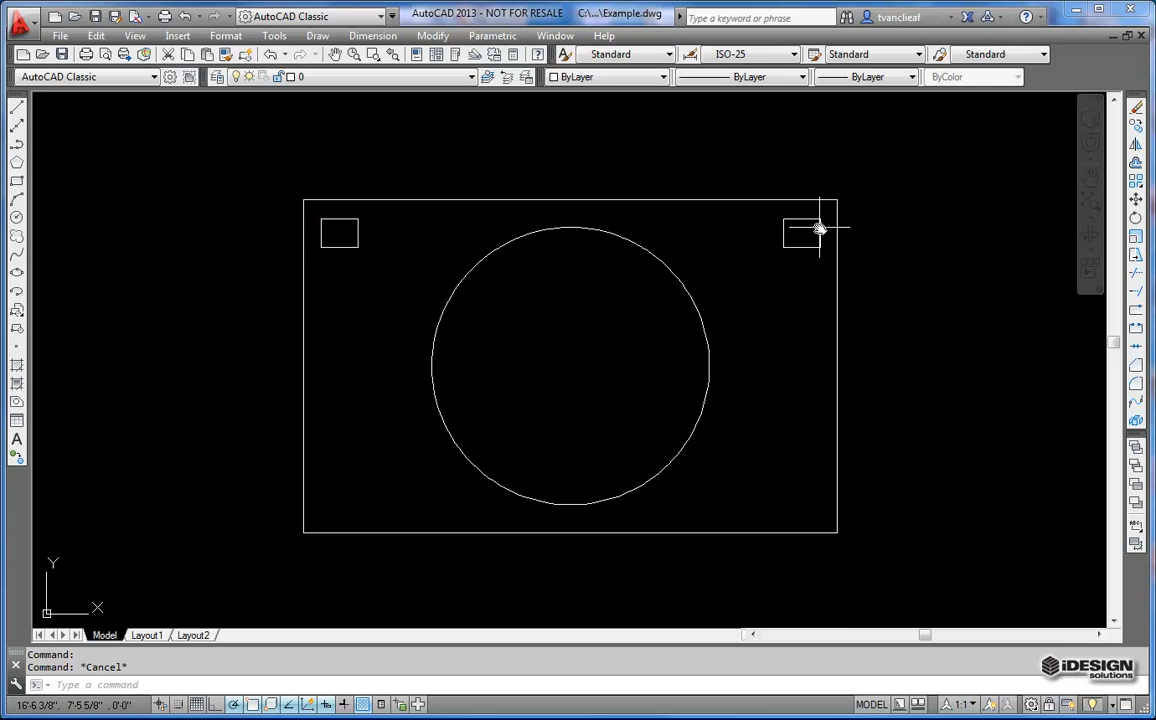 AutoCAD Classic
AutoCAD 2013 - NOT FOR RESALE C:\...\Example.dwg
Type a keyword or phrase
tvanclieaf
File Edit View Insert Format Tools Draw Dimension Modify Parametric Window Help
Standard ISO-25 Standard Standard
AutoCAD Classic 0 ByLayer ByLayer ByLayer ByColor
Y
X
Model Layout1 Layout2
Command:
Command: *Cancel*
Type a command
iDESIGN
solutions
16'-6 3/8", 7'-5 5/8", 0'-0" MODEL 1:1
A